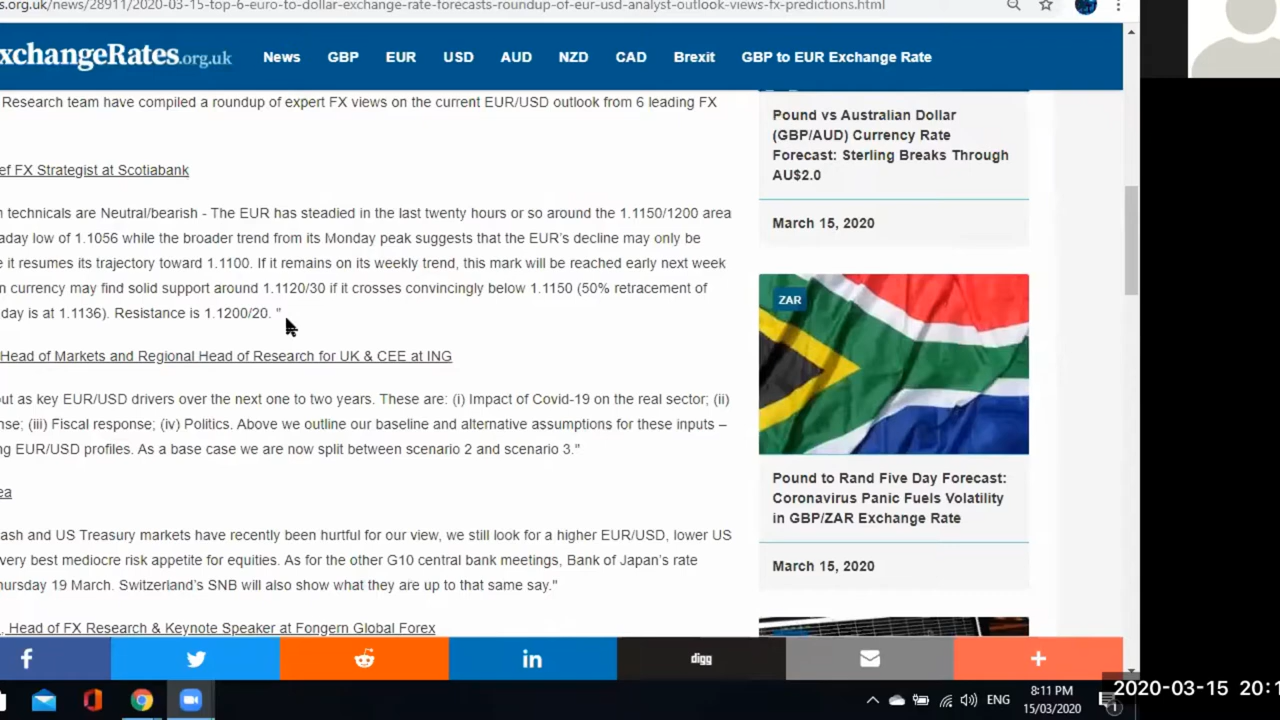 s.org.uk/news/28911/2020-03-15-top-6-euro-to-dollar-exchange-rate-forecasts-roundup-of-eur-usd-analyst-outlook-views-fx-predictions.html
xchangeRates.org.uk
News GBP EUR USD AUD NZD CAD Brexit GBP to EUR Exchange Rate
Research team have compiled a roundup of expert FX views on the current EUR/USD outlook from 6 leading FX
ef FX Strategist at Scotiabank
n technicals are Neutral/bearish - The EUR has steadied in the last twenty hours or so around the 1.1150/1200 area
aday low of 1.1056 while the broader trend from its Monday peak suggests that the EUR's decline may only be
e it resumes its trajectory toward 1.1100. If it remains on its weekly trend, this mark will be reached early next week
n currency may find solid support around 1.1120/30 if it crosses convincingly below 1.1150 (50% retracement of
day is at 1.1136). Resistance is 1.1200/20. "
Head of Markets and Regional Head of Research for UK & CEE at ING
out as key EUR/USD drivers over the next one to two years. These are: (i) Impact of Covid-19 on the real sector; (ii)
nse; (iii) Fiscal response; (iv) Politics. Above we outline our baseline and alternative assumptions for these inputs –
ng EUR/USD profiles. As a base case we are now split between scenario 2 and scenario 3."
ea
ash and US Treasury markets have recently been hurtful for our view, we still look for a higher EUR/USD, lower US
very best mediocre risk appetite for equities. As for the other G10 central bank meetings, Bank of Japan's rate
hursday 19 March. Switzerland's SNB will also show what they are up to that same say."
, Head of FX Research & Keynote Speaker at Fongern Global Forex
Pound vs Australian Dollar
(GBP/AUD) Currency Rate
Forecast: Sterling Breaks Through
AU$2.0
March 15, 2020
ZAR
Pound to Rand Five Day Forecast:
Coronavirus Panic Fuels Volatility
in GBP/ZAR Exchange Rate
March 15, 2020
digg
ENG
8:11 PM
15/03/2020
1
2020-03-15 20:1